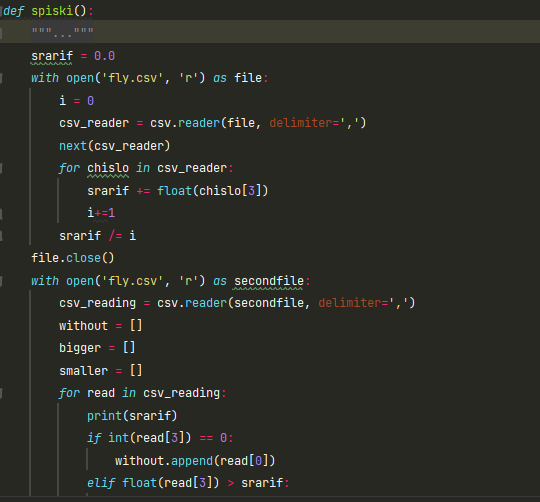 def spiski():
    """..."""
    srarif = 0.0
    with open('fly.csv', 'r') as file:
        i = 0
        csv_reader = csv.reader(file, delimiter=',')
        next(csv_reader)
        for chislo in csv_reader:
            srarif += float(chislo[3])
            i+=1
        srarif /= i
    file.close()
    with open('fly.csv', 'r') as secondfile:
        csv_reading = csv.reader(secondfile, delimiter=',')
        without = []
        bigger = []
        smaller = []
        for read in csv_reading:
            print(srarif)
            if int(read[3]) == 0:
                without.append(read[0])
            elif float(read[3]) > srarif: